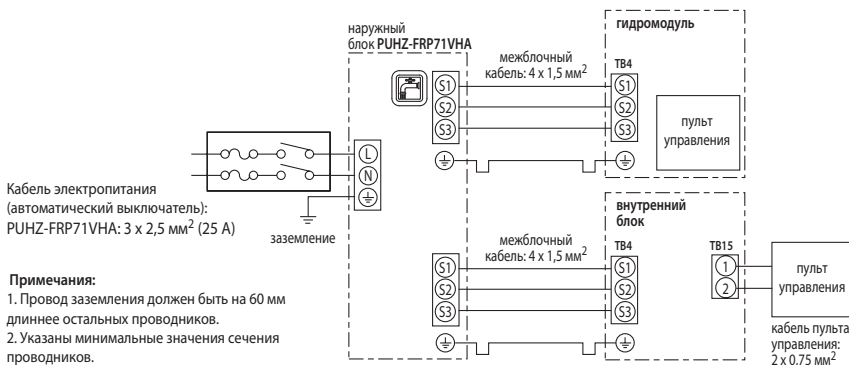 наружный
блок PUHZ-FRP71VHA
гидромодуль
межблочный
кабель: 4 x 1,5 мм²
TB4
S1
S2
S3
S1
S2
S3
пульт
управления
L
N
Кабель электропитания
(автоматический выключатель):
PUHZ-FRP71VHA: 3 x 2,5 мм² (25 А)
заземление
внутренний
блок
межблочный
кабель: 4 x 1,5 мм²
TB4
TB15
S1
S2
S3
S1
S2
S3
1
2
пульт
управления
кабель пульта
управления:
2 x 0,75 мм²
Примечания:
1. Провод заземления должен быть на 60 мм
длиннее остальных проводников.
2. Указаны минимальные значения сечения
проводников.